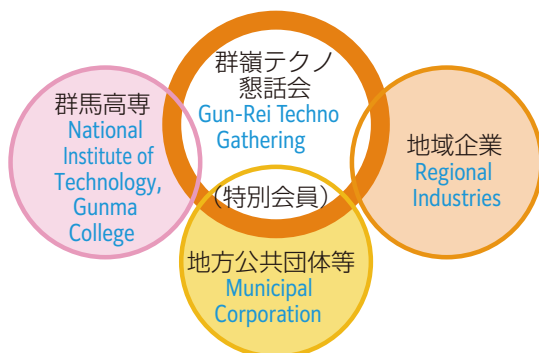 群嶺テクノ
懇話会
Gun-Rei Techno
Gathering
群馬高専
National
Institute of
Technology,
Gunma
College
地域企業
Regional
Industries
（特別会員）
地方公共団体等
Municipal
Corporation